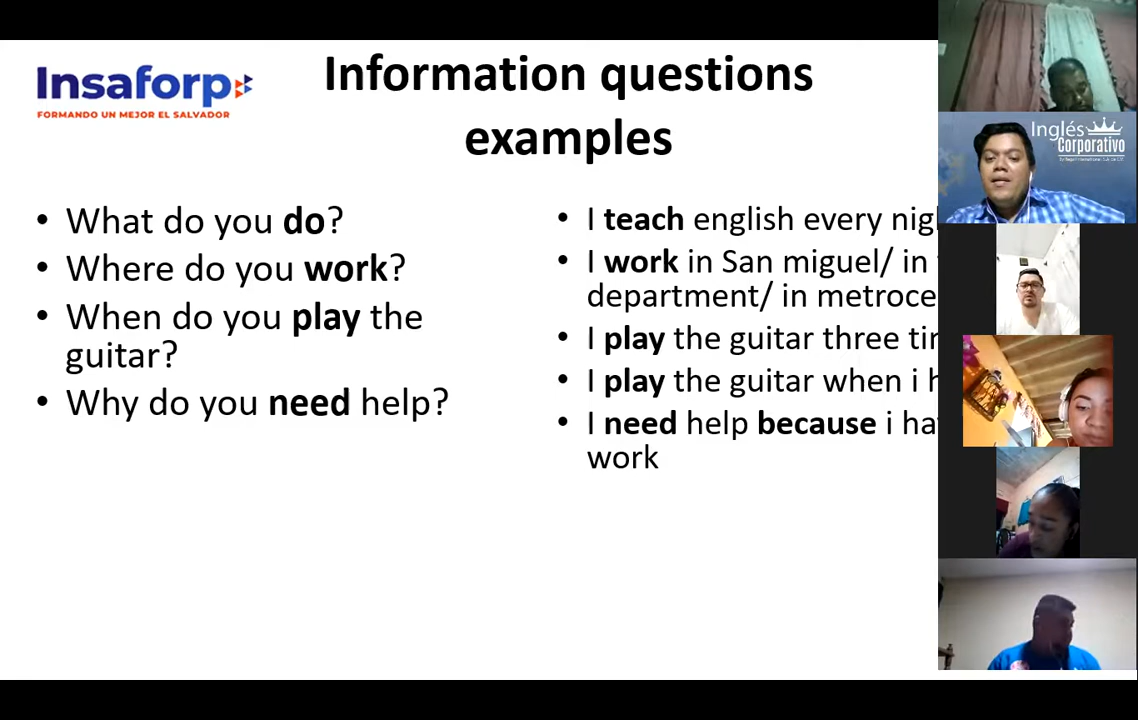 Insaforp
FORMANDO UN MEJOR EL SALVADOR
Information questions
examples
• What do you do?
• Where do you work?
• When do you play the
guitar?
• Why do you need help?
• I teach english every
• I work in San miguel/ in
department/ in
• I play the guitar three
• I play the guitar when i
• I need help because i
work
Inglés
Corporativo